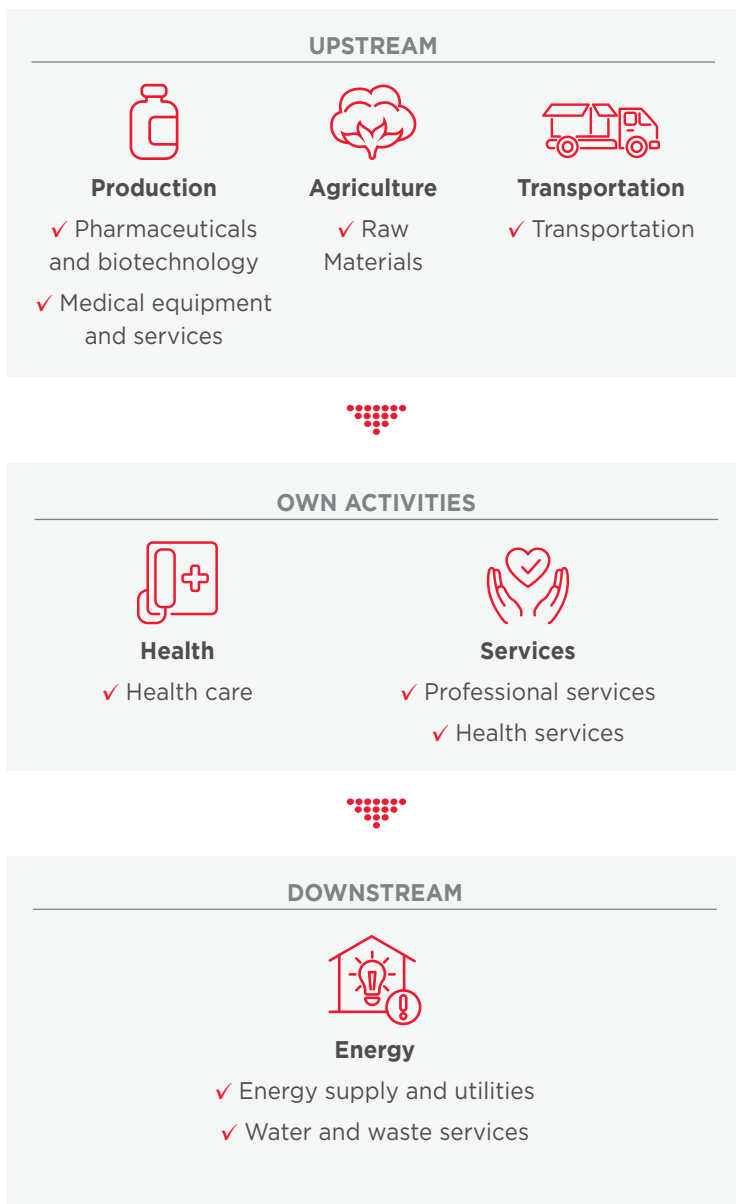 UPSTREAM
Production
✓ Pharmaceuticals
and biotechnology
✓ Medical equipment
and services
Agriculture
✓ Raw
Materials
Transportation
✓ Transportation
OWN ACTIVITIES
Health
✓ Health care
Services
✓ Professional services
✓ Health services
DOWNSTREAM
Energy
✓ Energy supply and utilities
✓ Water and waste services